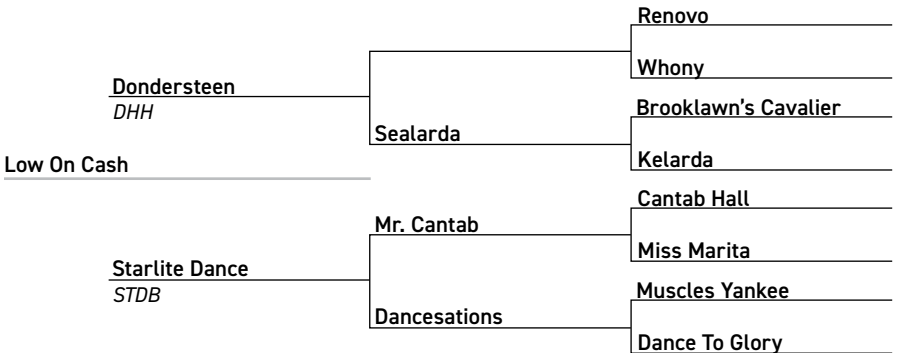 Renovo
Whony
Dondersteen
DHH
Brooklawn's Cavalier
Sealarda
Kelarda
Low On Cash
Cantab Hall
Mr. Cantab
Miss Marita
Starlite Dance
STDB
Muscles Yankee
Dancesations
Dance To Glory